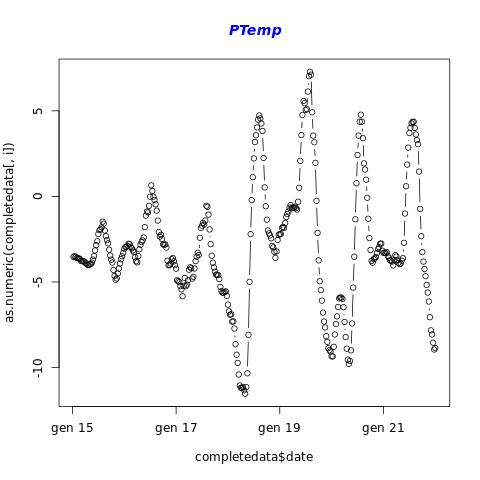 PTemp
as.numeric(completedata[, i])
5
0
-5
-10
gen 15
gen 17
gen 19
gen 21
completedata$date